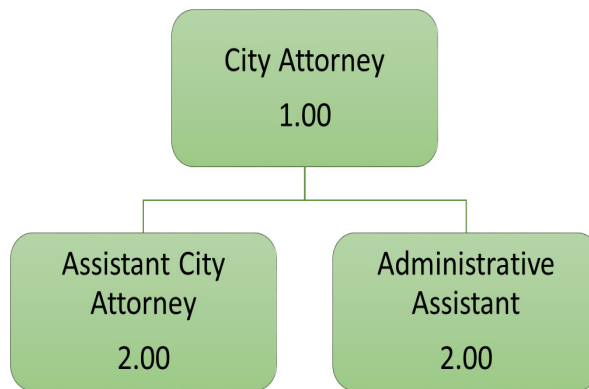 City Attorney
1.00
Assistant City
Attorney
2.00
Administrative
Assistant
2.00